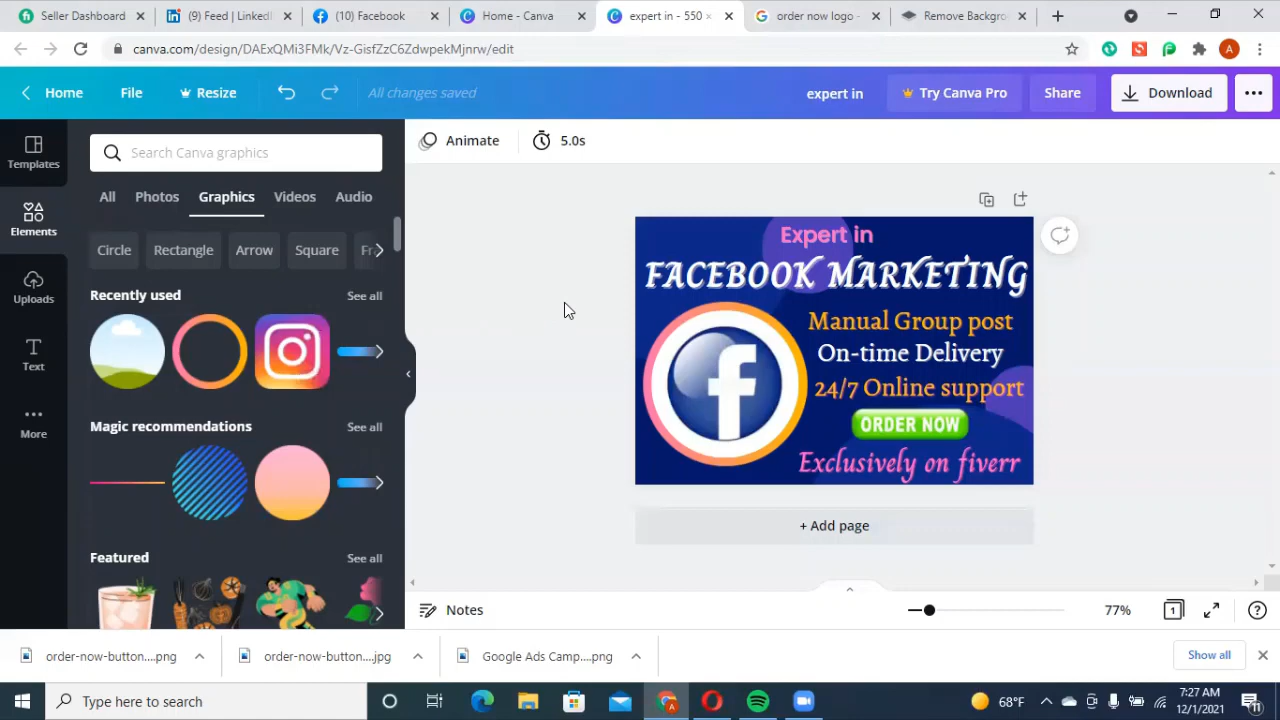 Seller Dashboard
(9) Feed | LinkedI
(10) Facebook
Home - Canva
expert in - 550 ×
order now logo -
Remove Backgro
canva.com/design/DAExQMi3FMk/Vz-GisfZzC6ZdwpekMjnrw/edit
A
Home
File
Resize
All changes saved
expert in
Try Canva Pro
Share
Download
Templates
Elements
Uploads
Text
More
Search Canva graphics
All
Photos
Graphics
Videos
Audio
Circle
Rectangle
Arrow
Square
Fr
Recently used
See all
Magic recommendations
See all
Featured
See all
Animate
5.0s
Expert in
FACEBOOK MARKETING
Manual Group post
On-time Delivery
24/7 Online support
ORDER NOW
Exclusively on fiverr
+ Add page
Notes
77%
1
order-now-button....png
order-now-button....jpg
Google Ads Camp....png
Show all
Type here to search
68°F
7:27 AM
12/1/2021
11